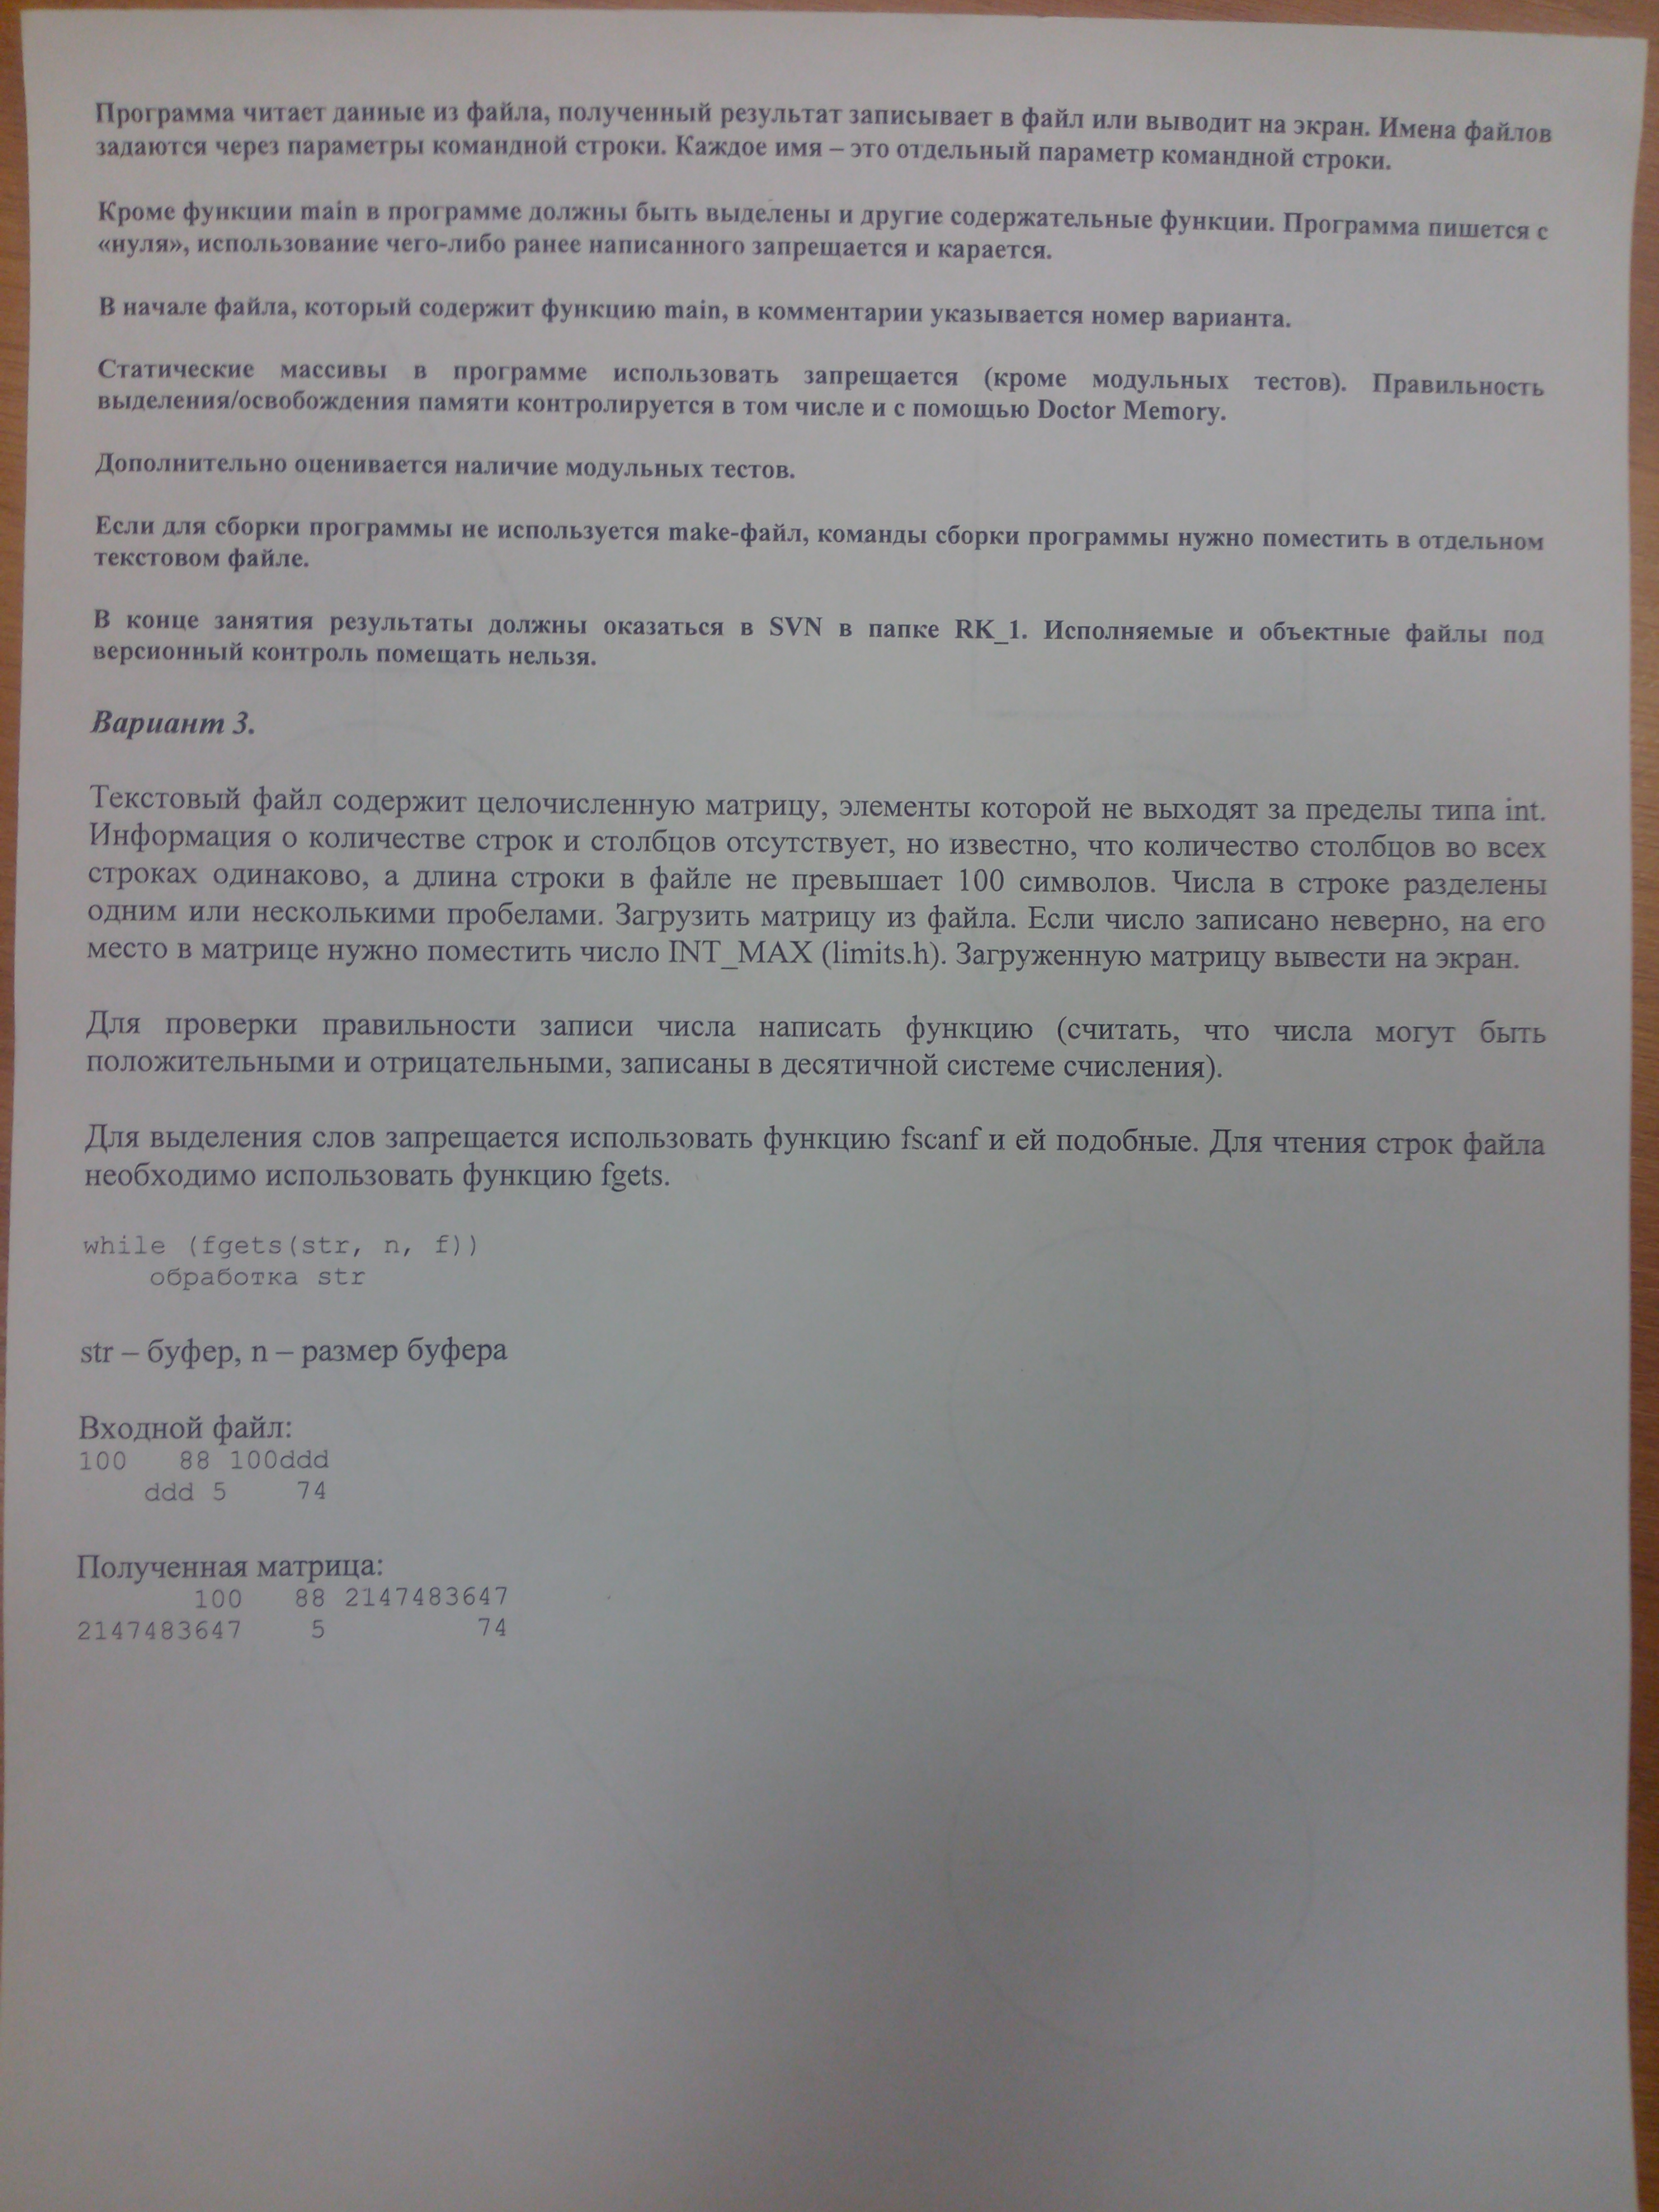 Программа читает данные из файла, полученный результат записывает в файл или выводит на экран. Имена файлов
задаются через параметры командной строки. Каждое имя – это отдельный параметр командной строки.
Кроме функции main в программе должны быть выделены и другие содержательные функции. Программа пишется с
«нуля», использование чего-либо ранее написанного запрещается и карается.
В начале файла, который содержит функцию main, в комментарии указывается номер варианта.
Статические массивы в программе использовать запрещается (кроме модульных тестов). Правильность
выделения/освобождения памяти контролируется в том числе и с помощью Doctor Memory.
Дополнительно оценивается наличие модульных тестов.
Если для сборки программы не используется make-файл, команды сборки программы нужно поместить в отдельном
текстовом файле.
В конце занятия результаты должны оказаться в SVN в папке RK_1. Исполняемые и объектные файлы под
версионный контроль помещать нельзя.
Вариант 3.
Текстовый файл содержит целочисленную матрицу, элементы которой не выходят за пределы типа int.
Информация о количестве строк и столбцов отсутствует, но известно, что количество столбцов во всех
строках одинаково, а длина строки в файле не превышает 100 символов. Числа в строке разделены
одним или несколькими пробелами. Загрузить матрицу из файла. Если число записано неверно, на его
место в матрице нужно поместить число INT_MAX (limits.h). Загруженную матрицу вывести на экран.
Для проверки правильности записи числа написать функцию (считать, что числа могут быть
положительными и отрицательными, записаны в десятичной системе счисления).
Для выделения слов запрещается использовать функцию fscanf и ей подобные. Для чтения строк файла
необходимо использовать функцию fgets.
while (fgets(str, n, f))
    обработка str
str – буфер, n – размер буфера
Входной файл:
100   88 100ddd
    ddd 5    74
Полученная матрица:
       100   88 2147483647
2147483647    5         74